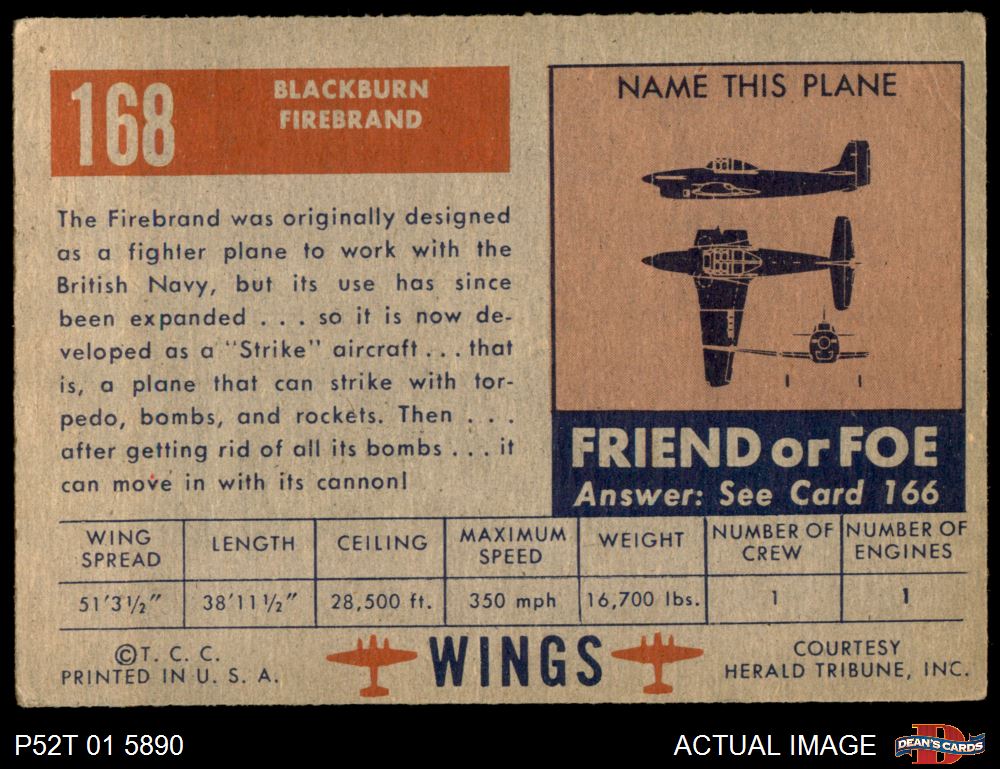 168
BLACKBURN
FIREBRAND
The Firebrand was originally designed
as a fighter plane to work with the
British Navy, but its use has since
been expanded . . . so it is now de-
veloped as a "Strike" aircraft . . . that
is, a plane that can strike with tor-
pedo, bombs, and rockets. Then . . .
after getting rid of all its bombs . . . it
can move in with its cannon!
NAME THIS PLANE
FRIEND or FOE
Answer: See Card 166
WING SPREAD LENGTH CEILING MAXIMUM SPEED WEIGHT NUMBER OF CREW NUMBER OF ENGINES
51'3½" 38'11½" 28,500 ft. 350 mph 16,700 lbs. 1 1
©T. C. C.
PRINTED IN U. S. A.
WINGS
COURTESY
HERALD TRIBUNE, INC.
P52T 01 5890
ACTUAL IMAGE
D
DEAN'S CARDS